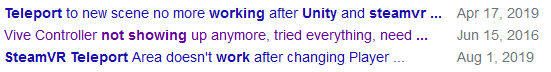 Teleport to new scene no more working after Unity and steamvr ... Apr 17, 2019
Vive Controller not showing up anymore, tried everything, need ... Jun 15, 2016
SteamVR Teleport Area doesn't work after changing Player ... Aug 1, 2019